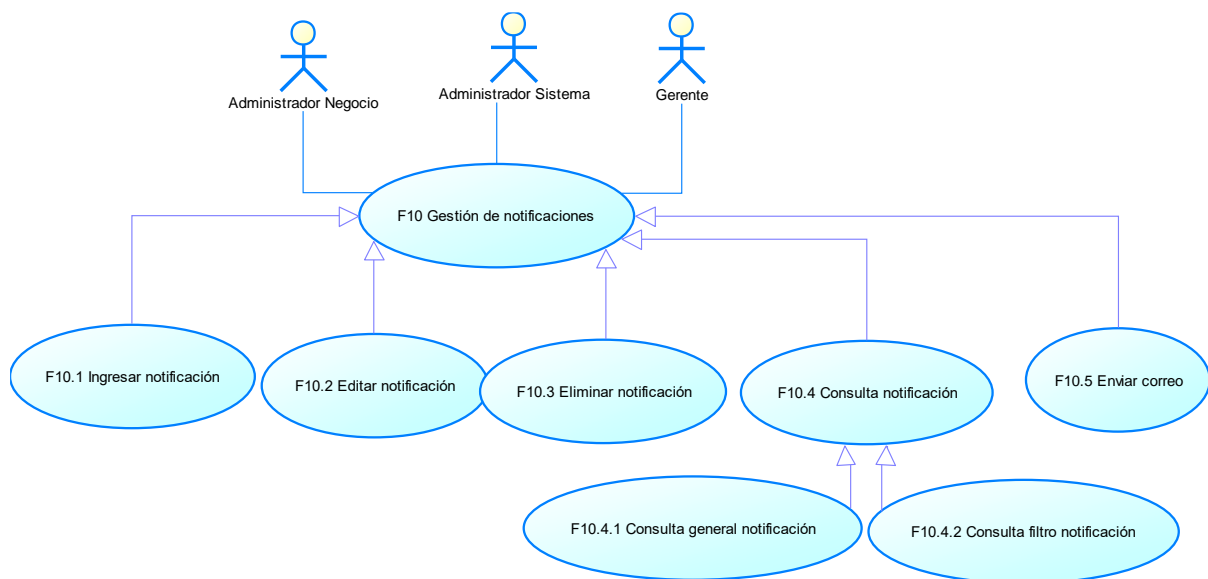 Administrador Negocio
Administrador Sistema
Gerente
F10 Gestión de notificaciones
F10.1 Ingresar notificación
F10.2 Editar notificación
F10.3 Eliminar notificación
F10.4 Consulta notificación
F10.5 Enviar correo
F10.4.1 Consulta general notificación
F10.4.2 Consulta filtro notificación